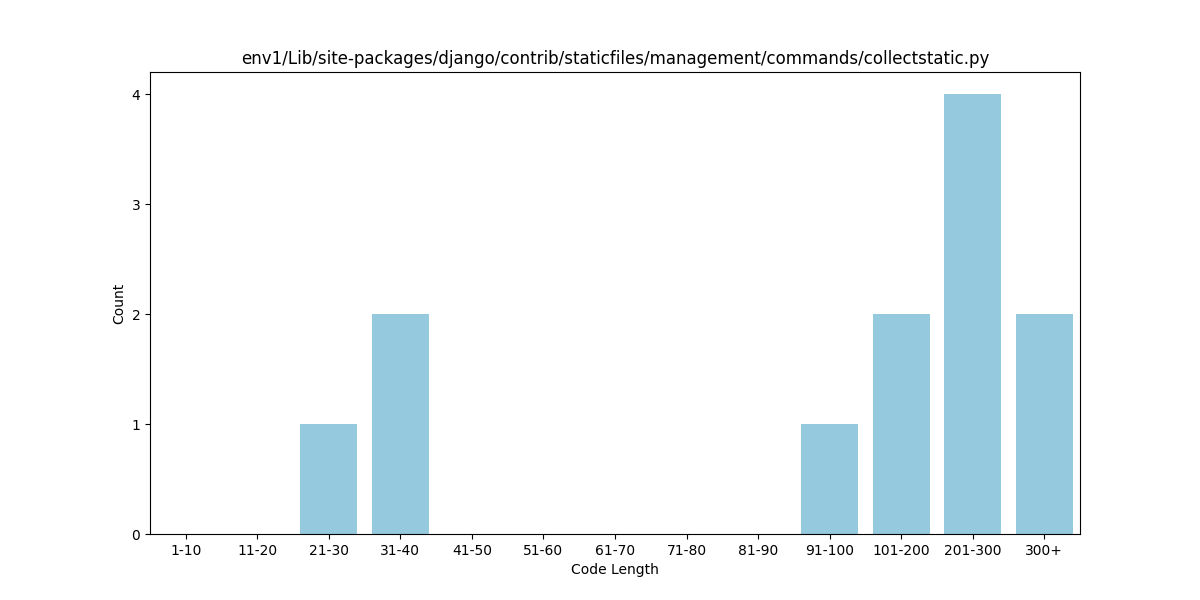 env1/Lib/site-packages/django/contrib/staticfiles/management/commands/collectstatic.py
4
3
2
1
0
Count
1-10 11-20 21-30 31-40 41-50 51-60 61-70 71-80 81-90 91-100 101-200 201-300 300+
Code Length